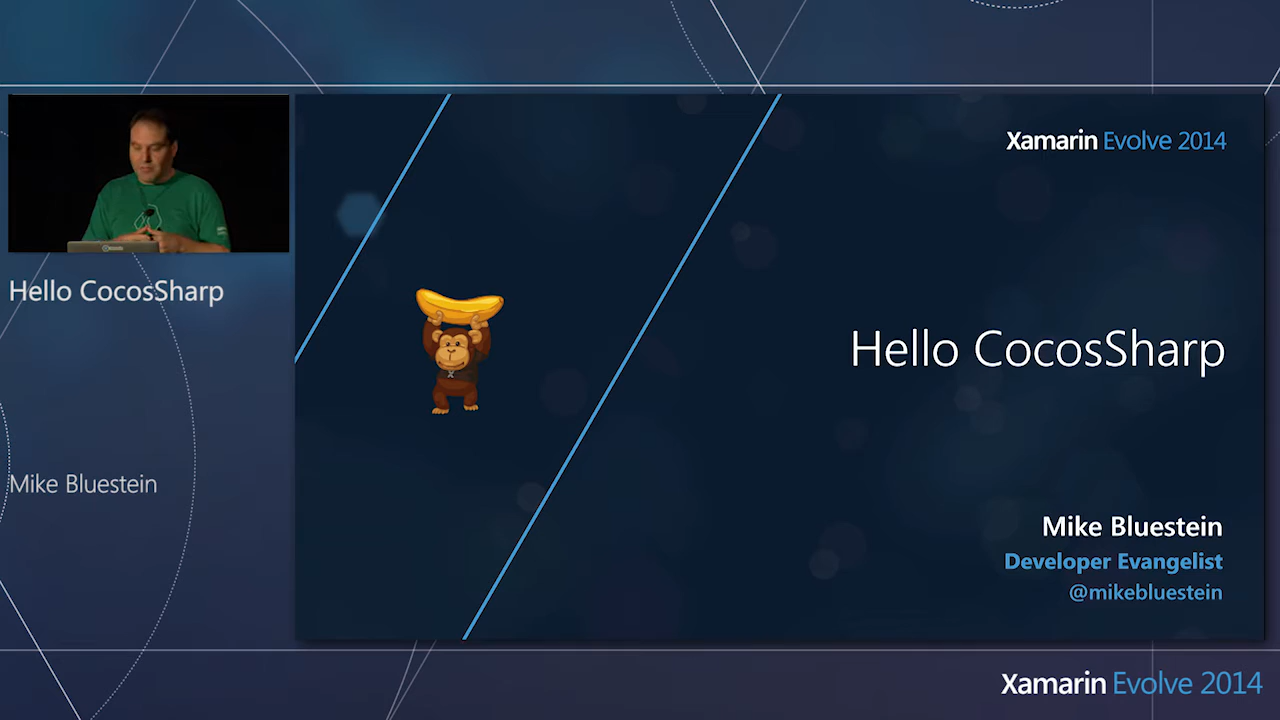 Hello CocosSharp
Mike Bluestein
Xamarin Evolve 2014
Hello CocosSharp
Mike Bluestein
Developer Evangelist
@mikebluestein
Xamarin Evolve 2014